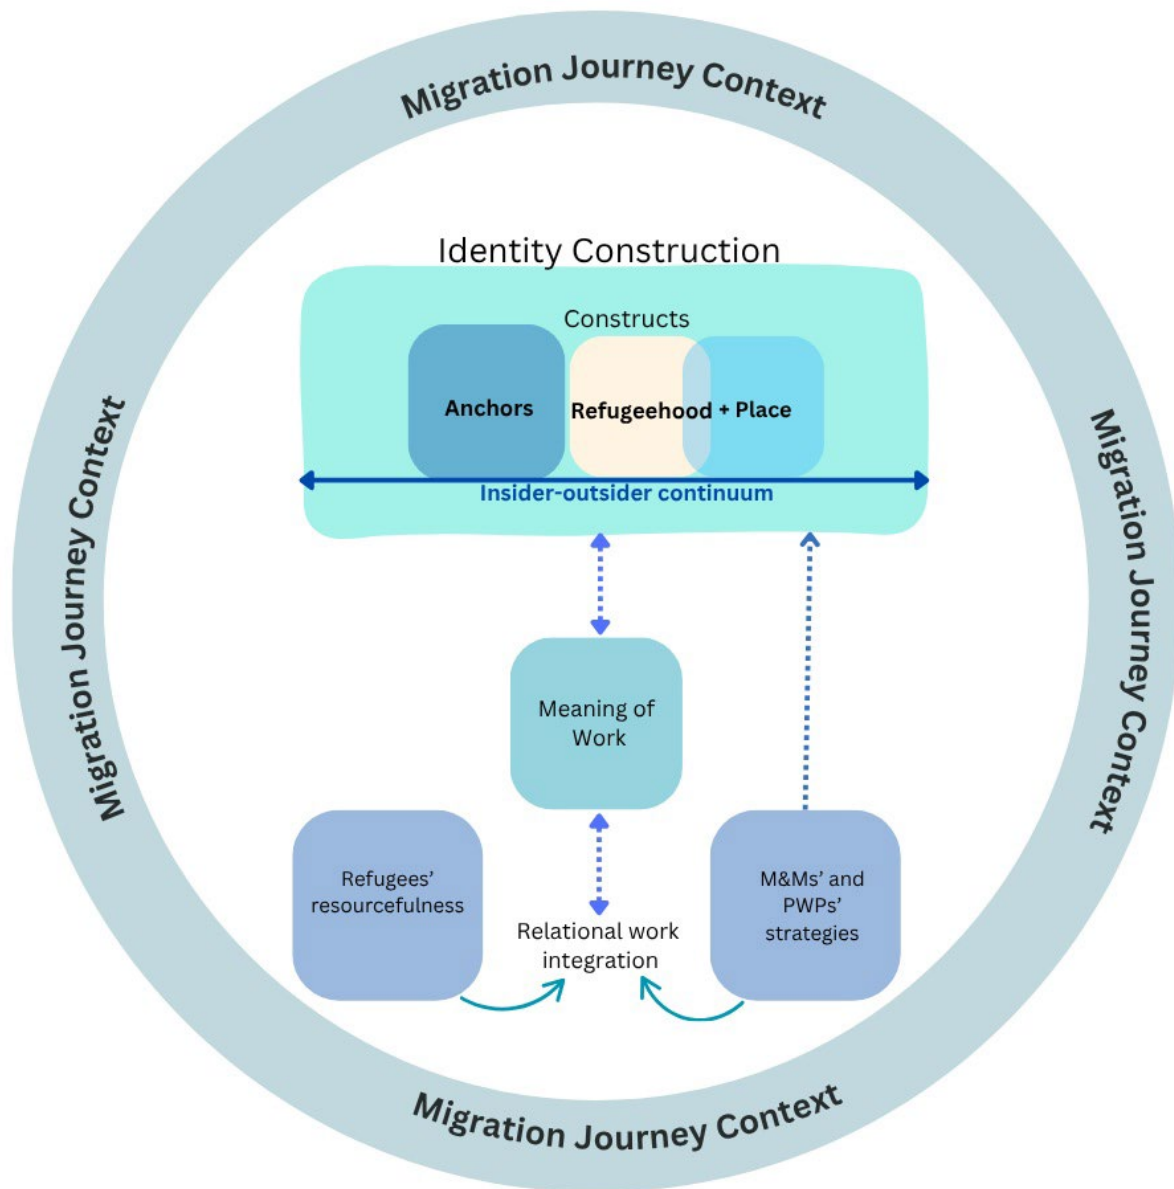 Migration Journey Context
Identity Construction
Constructs
Anchors
Refugeehood + Place
Insider-outsider continuum
Migration Journey Context
Migration Journey Context
Meaning of
Work
Refugees’
resourcefulness
M&Ms’ and
PWPs’
strategies
Relational work
integration
Migration Journey Context